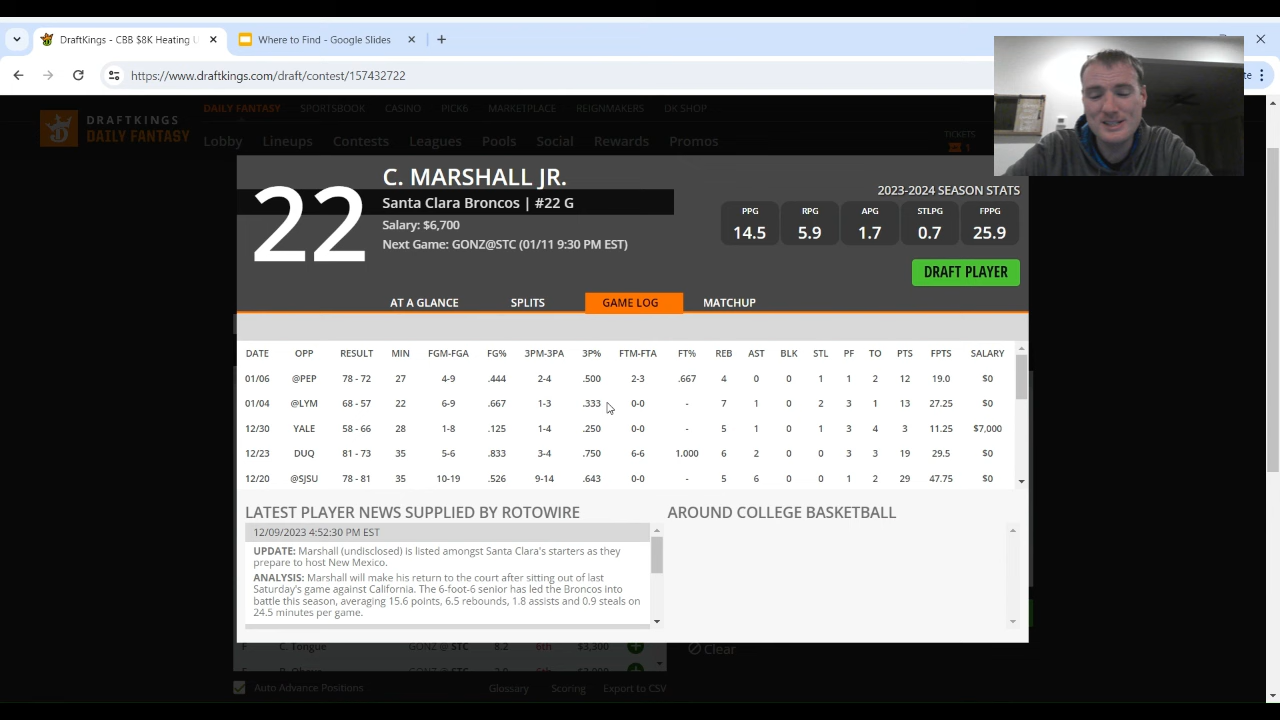 DraftKings - CBB $8K Heating U
Where to Find - Google Slides
https://www.draftkings.com/draft/contest/157432722
DAILY FANTASY SPORTSBOOK CASINO PICK6 MARKETPLACE REIGNMAKERS DK SHOP
DRAFTKINGS
DAILY FANTASY
Lobby Lineups Contests Leagues Pools Social Rewards Promos
TICKETS
1
22
C. MARSHALL JR.
Santa Clara Broncos | #22 G
Salary: $6,700
Next Game: GONZ@STC (01/11 9:30 PM EST)
2023-2024 SEASON STATS
PPG RPG APG STLPG FPPG
14.5 5.9 1.7 0.7 25.9
DRAFT PLAYER
AT A GLANCE SPLITS GAME LOG MATCHUP
DATE OPP RESULT MIN FGM-FGA FG% 3PM-3PA 3P% FTM-FTA FT% REB AST BLK STL PF TO PTS FPTS SALARY
01/06 @PEP 78 - 72 27 4-9 .444 2-4 .500 2-3 .667 4 0 0 1 1 2 12 19.0 $0
01/04 @LYM 68 - 57 22 6-9 .667 1-3 .333 0-0 - 7 1 0 2 3 1 13 27.25 $0
12/30 YALE 58 - 66 28 1-8 .125 1-4 .250 0-0 - 5 1 0 1 3 4 3 11.25 $7,000
12/23 DUQ 81 - 73 35 5-6 .833 3-4 .750 6-6 1.000 6 2 0 0 3 3 19 29.5 $0
12/20 @SJSU 78 - 81 35 10-19 .526 9-14 .643 0-0 - 5 6 0 0 1 2 29 47.75 $0
LATEST PLAYER NEWS SUPPLIED BY ROTOWIRE
AROUND COLLEGE BASKETBALL
12/09/2023 4:52:30 PM EST
UPDATE: Marshall (undisclosed) is listed amongst Santa Clara's starters as they
prepare to host New Mexico.
ANALYSIS: Marshall will make his return to the court after sitting out of last
Saturday's game against California. The 6-foot-6 senior has led the Broncos into
battle this season, averaging 15.6 points, 6.5 rebounds, 1.8 assists and 0.9 steals on
24.5 minutes per game.
F C. Tongue GONZ @ STC 8.2 6th $3,300
Clear
Auto Advance Positions Glossary Scoring Export to CSV